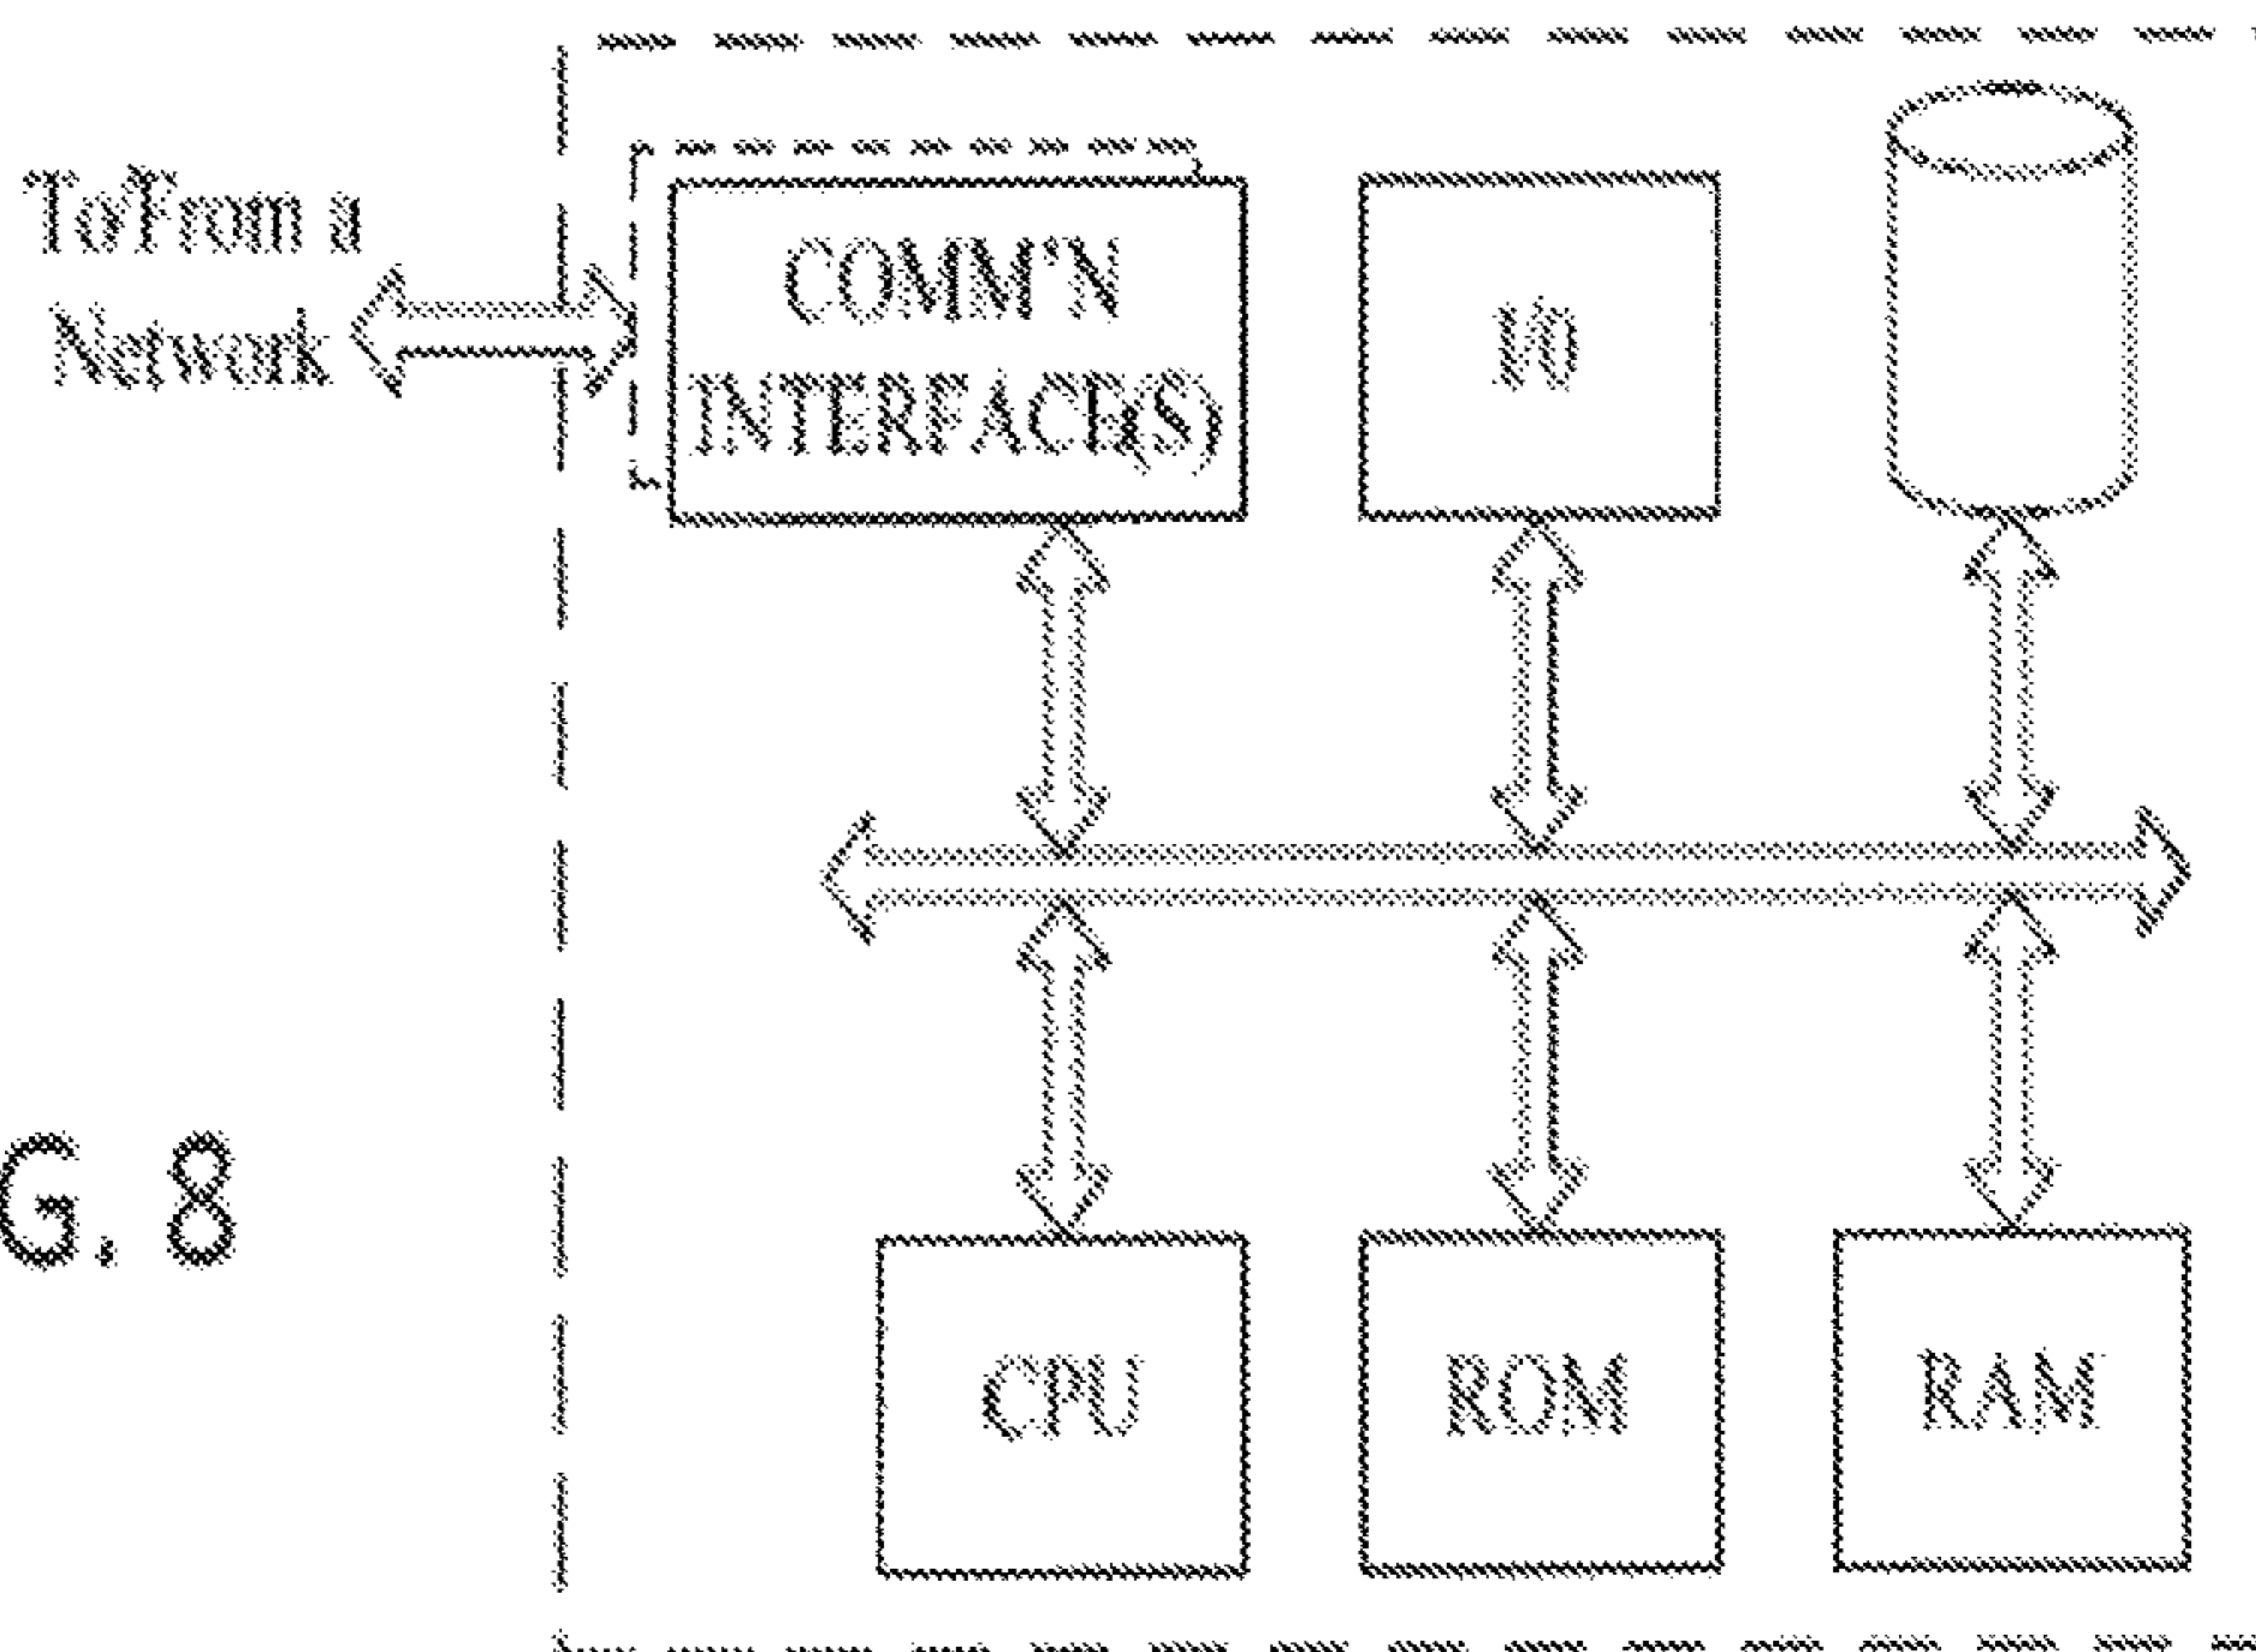 To/From a
Network
COMM'N
INTERFACE(S)
I/O
G. 8
CPU
ROM
RAM